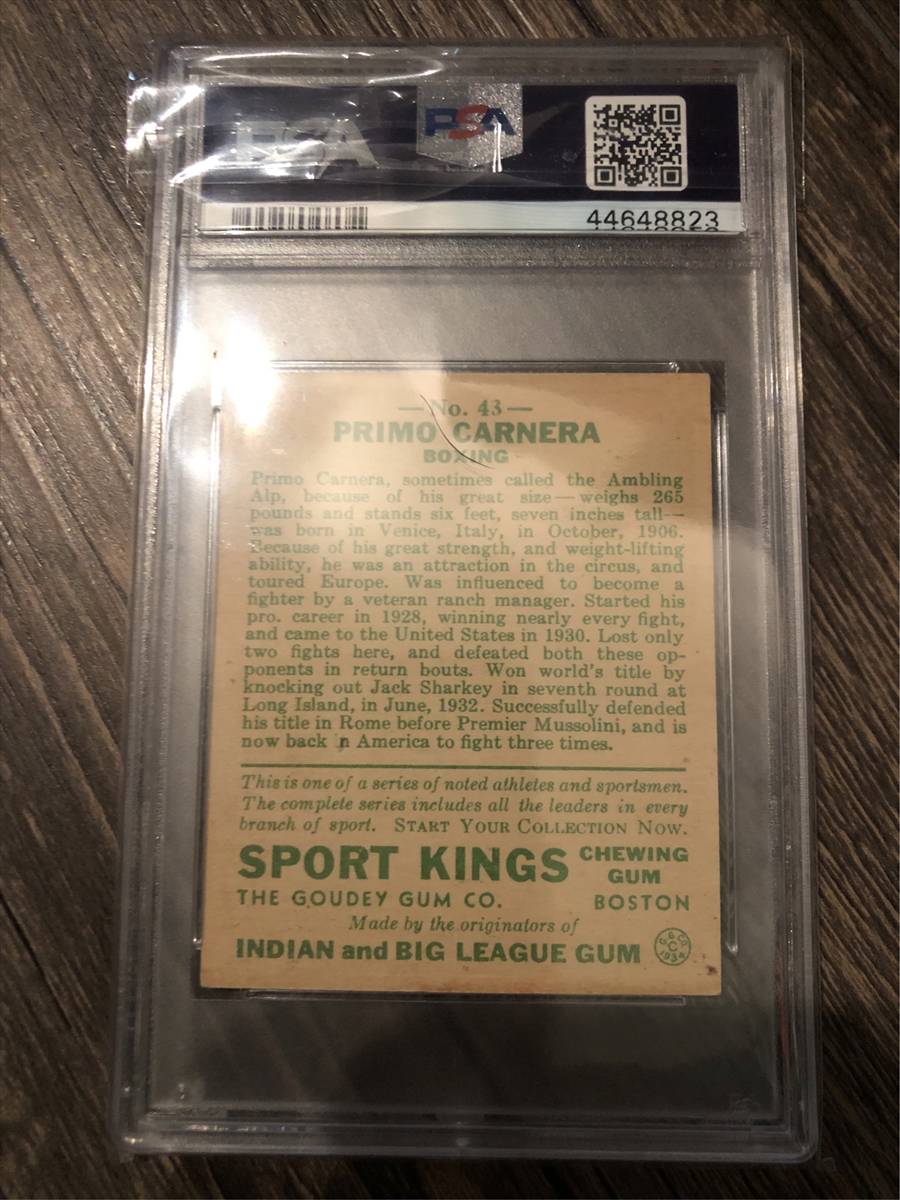 PSA PSA
44648823
— No. 43 —
PRIMO CARNERA
BOXING
Primo Carnera, sometimes called the Ambling
Alp, because of his great size—weighs 265
pounds and stands six feet, seven inches tall—
was born in Venice, Italy, in October, 1906.
Because of his great strength, and weight-lifting
ability, he was an attraction in the circus, and
toured Europe. Was influenced to become a
fighter by a veteran ranch manager. Started his
pro. career in 1928, winning nearly every fight,
and came to the United States in 1930. Lost only
two fights here, and defeated both these op-
ponents in return bouts. Won world's title by
knocking out Jack Sharkey in seventh round at
Long Island, in June, 1932. Successfully defended
his title in Rome before Premier Mussolini, and is
now back in America to fight three times.
This is one of a series of noted athletes and sportsmen.
The complete series includes all the leaders in every
branch of sport. START YOUR COLLECTION NOW.
SPORT KINGS CHEWING GUM
THE GOUDEY GUM CO. BOSTON
Made by the originators of
INDIAN and BIG LEAGUE GUM
G. G. CO. C 1934